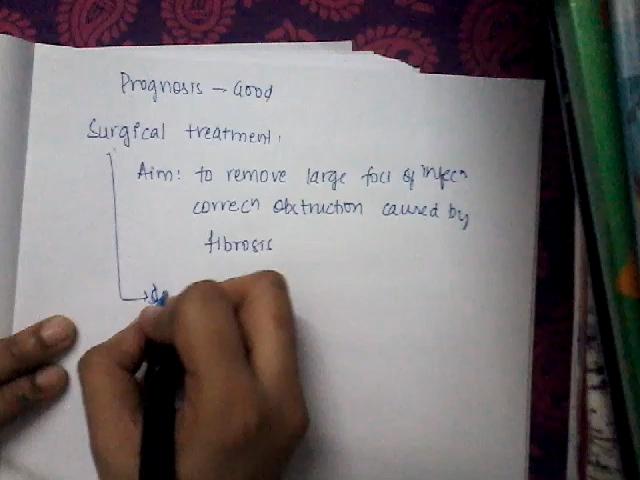 Prognosis - Good
Surgical treatment.
Aim: to remove large foci of infecn
correcn obstruction caused by
fibrosis